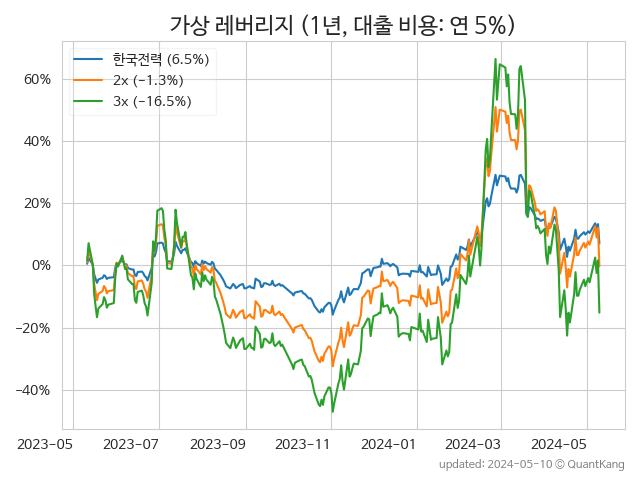 가상 레버리지 (1년, 대출 비용: 연 5%)
한국전력 (6.5%)
2x (−1.3%)
3x (−16.5%)
60%
40%
20%
0%
−20%
−40%
2023-05 2023-07 2023-09 2023-11 2024-01 2024-03 2024-05
updated: 2024-05-10 © QuantKang